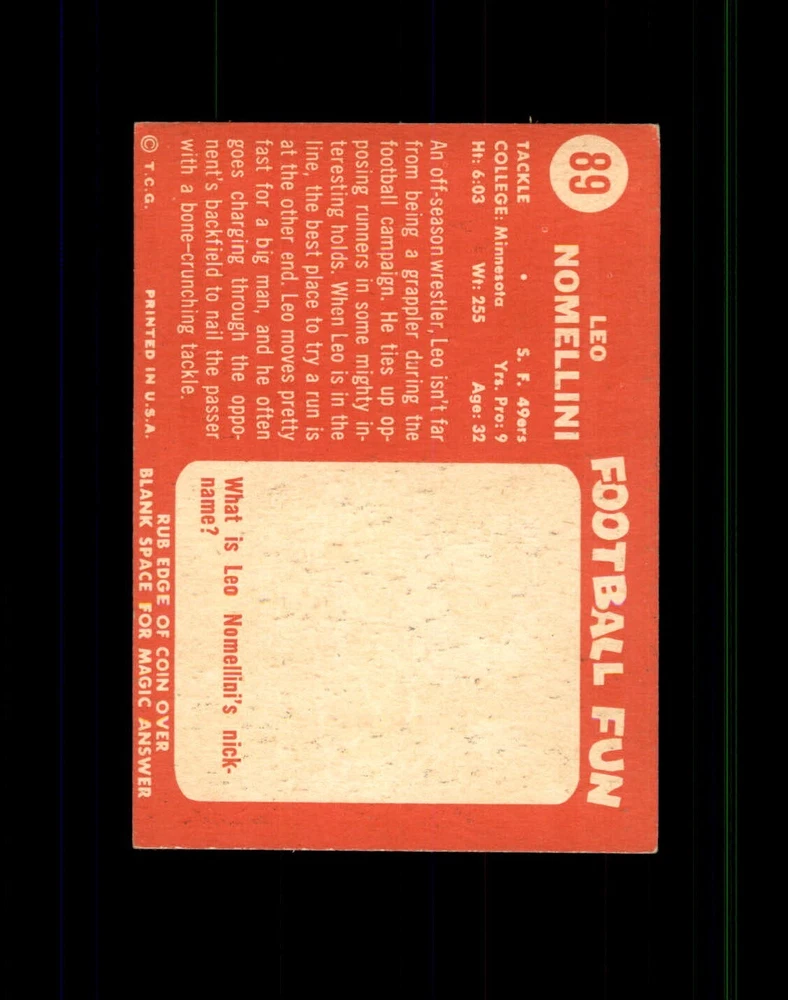 89
LEO
NOMELLINI
TACKLE • S. F. 49ers
COLLEGE: Minnesota Yrs. Pro: 9
Ht: 6:03 Wt: 255 Age: 32
An off-season wrestler, Leo isn't far
from being a grappler during the
football campaign. He ties up op-
posing runners in some mighty in-
teresting holds. When Leo is in the
line, the best place to try a run is
at the other end. Leo moves pretty
fast for a big man, and he often
goes charging through the oppo-
nent's backfield to nail the passer
with a bone-crunching tackle.
© T.C.G. PRINTED IN U.S.A.
FOOTBALL FUN
What is Leo Nomellini's nick-
name?
RUB EDGE OF COIN OVER
BLANK SPACE FOR MAGIC ANSWER